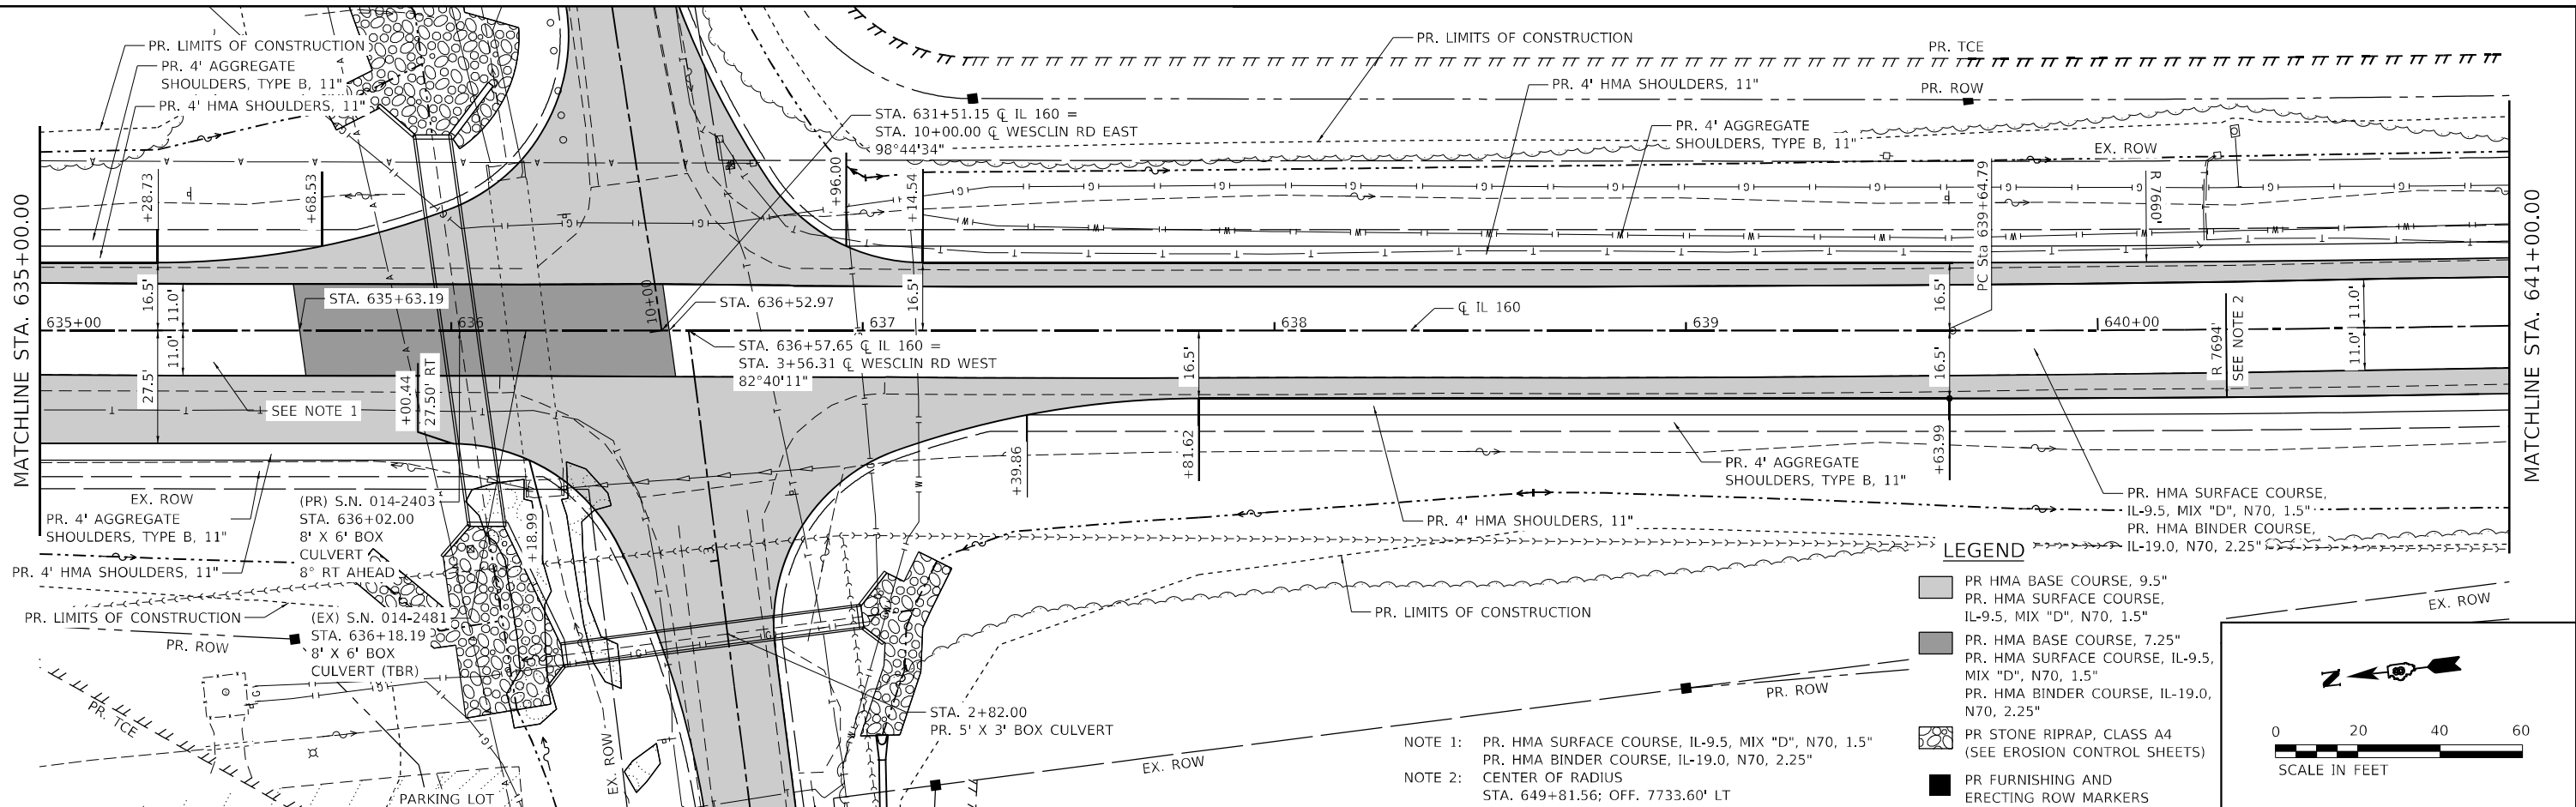 PR. LIMITS OF CONSTRUCTION
PR. 4' AGGREGATE
SHOULDERS, TYPE B, 11"
PR. 4' HMA SHOULDERS, 11"
STA. 631+51.15 ℄ IL 160 =
STA. 10+00.00 ℄ WESCLIN RD EAST
98°44'34"
PR. LIMITS OF CONSTRUCTION
PR. 4' HMA SHOULDERS, 11"
PR. 4' AGGREGATE
SHOULDERS, TYPE B, 11"
PR. TCE
PR. ROW
EX. ROW
MATCHLINE STA. 635+00.00
+28.73
+68.53
+96.00
+14.54
PC Sta 639+64.79
R 7660'
MATCHLINE STA. 641+00.00
16.5'
11.0'
11.0'
27.5'
16.5'
16.5'
16.5'
16.5'
11.0'
11.0'
635+00
STA. 635+63.19
636
10+00
STA. 636+52.97
637
638
℄ IL 160
639
640+00
R 7694'
SEE NOTE 2
STA. 636+57.65 ℄ IL 160 =
STA. 3+56.31 ℄ WESCLIN RD WEST
82°40'11"
SEE NOTE 1
+00.44
27.50' RT
+39.86
+81.62
+63.99
EX. ROW
PR. 4' AGGREGATE
SHOULDERS, TYPE B, 11"
PR. 4' HMA SHOULDERS, 11"
(PR) S.N. 014-2403
STA. 636+02.00
8' X 6' BOX
CULVERT
8° RT AHEAD
+18.99
3
PR. 4' HMA SHOULDERS, 11"
PR. 4' AGGREGATE
SHOULDERS, TYPE B, 11"
PR. HMA SURFACE COURSE,
IL-9.5, MIX "D", N70, 1.5"
PR. HMA BINDER COURSE,
IL-19.0, N70, 2.25"
PR. LIMITS OF CONSTRUCTION
PR. ROW
(EX) S.N. 014-2481
STA. 636+18.19
8' X 6' BOX
CULVERT (TBR)
PR. TCE
PARKING LOT
EX. ROW
STA. 2+82.00
PR. 5' X 3' BOX CULVERT
PR. LIMITS OF CONSTRUCTION
EX. ROW
PR. ROW
EX. ROW
NOTE 1: PR. HMA SURFACE COURSE, IL-9.5, MIX "D", N70, 1.5"
PR. HMA BINDER COURSE, IL-19.0, N70, 2.25"
NOTE 2: CENTER OF RADIUS
STA. 649+81.56; OFF. 7733.60' LT
LEGEND
PR HMA BASE COURSE, 9.5"
PR. HMA SURFACE COURSE,
IL-9.5, MIX "D", N70, 1.5"
PR. HMA BASE COURSE, 7.25"
PR. HMA SURFACE COURSE, IL-9.5,
MIX "D", N70, 1.5"
PR. HMA BINDER COURSE, IL-19.0,
N70, 2.25"
PR STONE RIPRAP, CLASS A4
(SEE EROSION CONTROL SHEETS)
PR FURNISHING AND
ERECTING ROW MARKERS
N
0 20 40 60
SCALE IN FEET